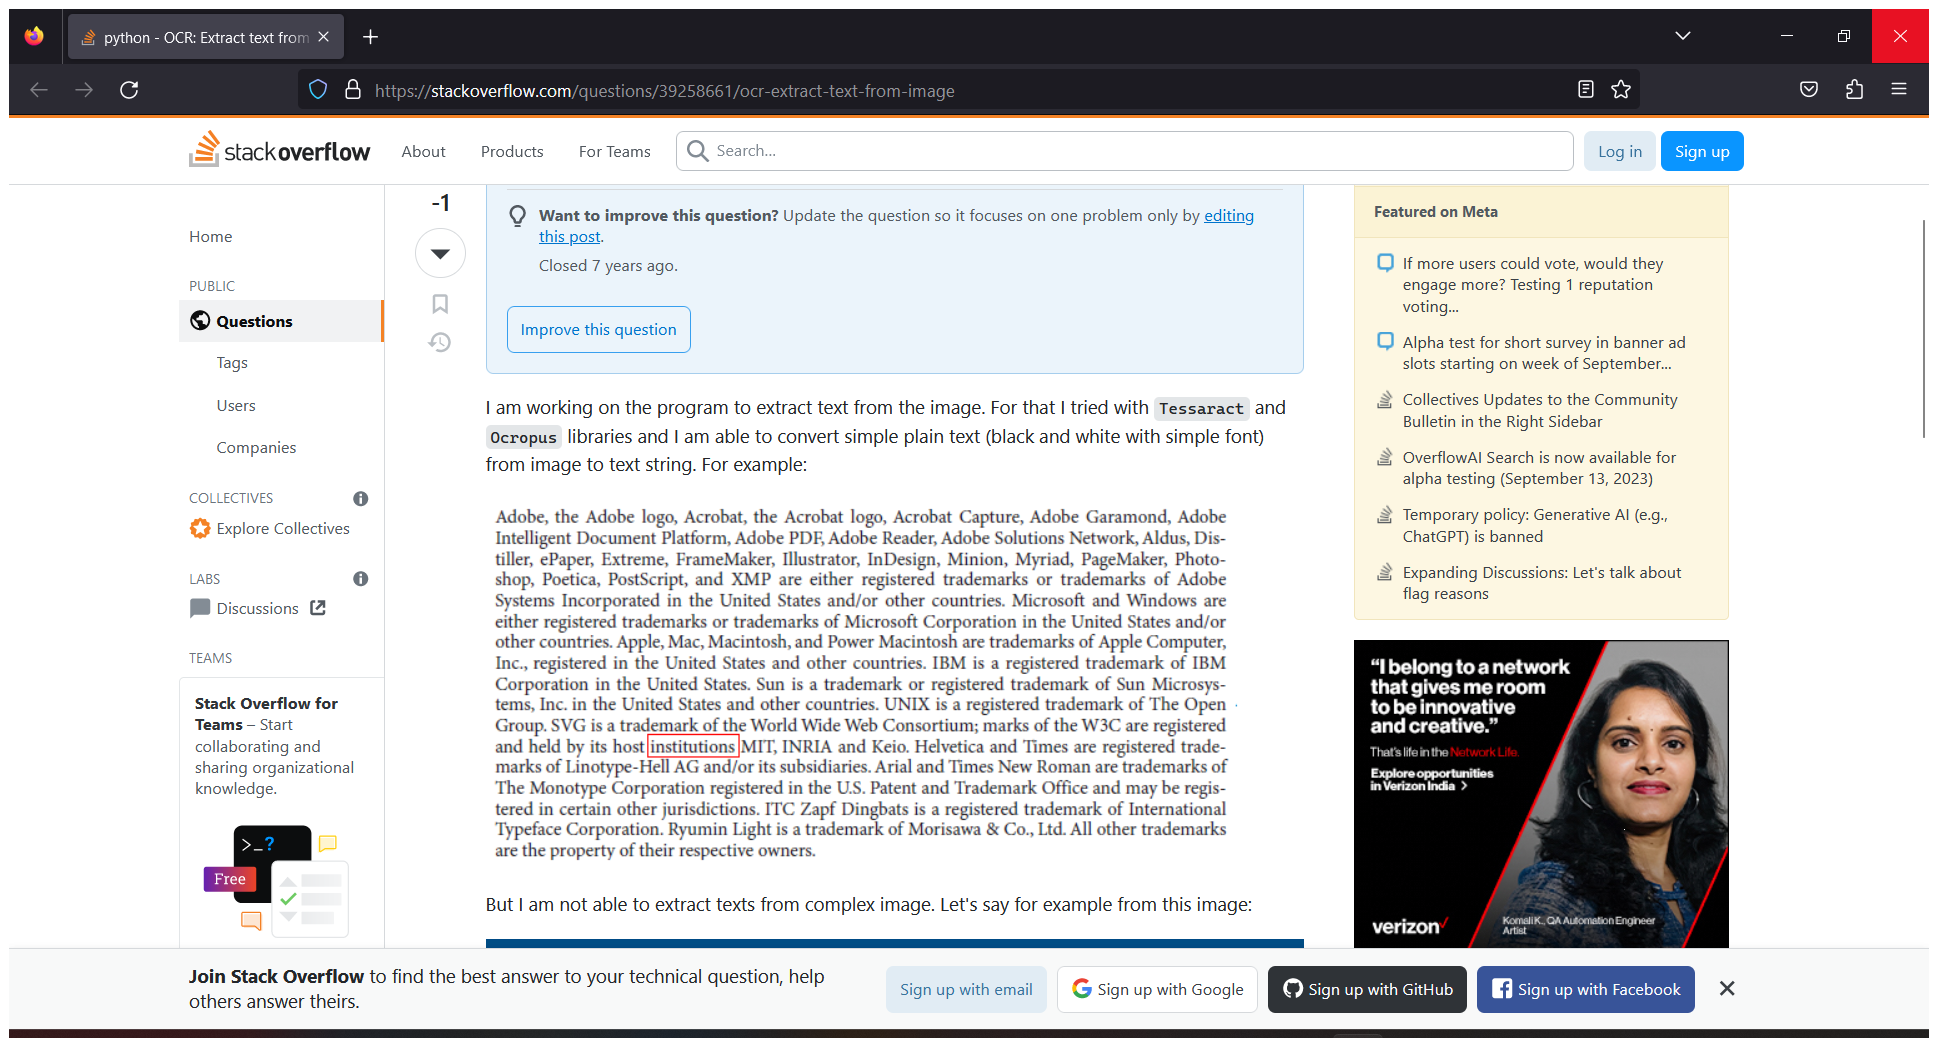 python - OCR: Extract text from
https://stackoverflow.com/questions/39258661/ocr-extract-text-from-image
stackoverflow
About
Products
For Teams
Search...
Log in
Sign up
Home
PUBLIC
Questions
Tags
Users
Companies
COLLECTIVES
Explore Collectives
LABS
Discussions
TEAMS
Stack Overflow for
Teams – Start
collaborating and
sharing organizational
knowledge.
>_?
Free
-1
Want to improve this question? Update the question so it focuses on one problem only by editing
this post.
Closed 7 years ago.
Improve this question
I am working on the program to extract text from the image. For that I tried with Tessaract and
Ocropus libraries and I am able to convert simple plain text (black and white with simple font)
from image to text string. For example:
Adobe, the Adobe logo, Acrobat, the Acrobat logo, Acrobat Capture, Adobe Garamond, Adobe
Intelligent Document Platform, Adobe PDF, Adobe Reader, Adobe Solutions Network, Aldus, Dis-
tiller, ePaper, Extreme, FrameMaker, Illustrator, InDesign, Minion, Myriad, PageMaker, Photo-
shop, Poetica, PostScript, and XMP are either registered trademarks or trademarks of Adobe
Systems Incorporated in the United States and/or other countries. Microsoft and Windows are
either registered trademarks or trademarks of Microsoft Corporation in the United States and/or
other countries. Apple, Mac, Macintosh, and Power Macintosh are trademarks of Apple Computer,
Inc., registered in the United States and other countries. IBM is a registered trademark of IBM
Corporation in the United States. Sun is a trademark or registered trademark of Sun Microsys-
tems, Inc. in the United States and other countries. UNIX is a registered trademark of The Open
Group. SVG is a trademark of the World Wide Web Consortium; marks of the W3C are registered
and held by its host institutions MIT, INRIA and Keio. Helvetica and Times are registered trade-
marks of Linotype-Hell AG and/or its subsidiaries. Arial and Times New Roman are trademarks of
The Monotype Corporation registered in the U.S. Patent and Trademark Office and may be regis-
tered in certain other jurisdictions. ITC Zapf Dingbats is a registered trademark of International
Typeface Corporation. Ryumin Light is a trademark of Morisawa & Co., Ltd. All other trademarks
are the property of their respective owners.
But I am not able to extract texts from complex image. Let's say for example from this image:
Featured on Meta
If more users could vote, would they
engage more? Testing 1 reputation
voting...
Alpha test for short survey in banner ad
slots starting on week of September...
Collectives Updates to the Community
Bulletin in the Right Sidebar
OverflowAI Search is now available for
alpha testing (September 13, 2023)
Temporary policy: Generative AI (e.g.,
ChatGPT) is banned
Expanding Discussions: Let's talk about
flag reasons
“I belong to a network
that gives me room
to be innovative
and creative.”
That's life in the Network Life.
Explore opportunities
in Verizon India >
verizon
Komali K., QA Automation Engineer
Artist
Join Stack Overflow to find the best answer to your technical question, help
others answer theirs.
Sign up with email
Sign up with Google
Sign up with GitHub
Sign up with Facebook